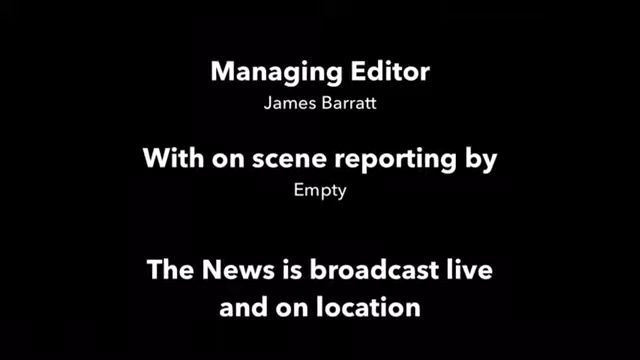 Managing Editor
James Barratt
With on scene reporting by
Empty
The News is broadcast live
and on location